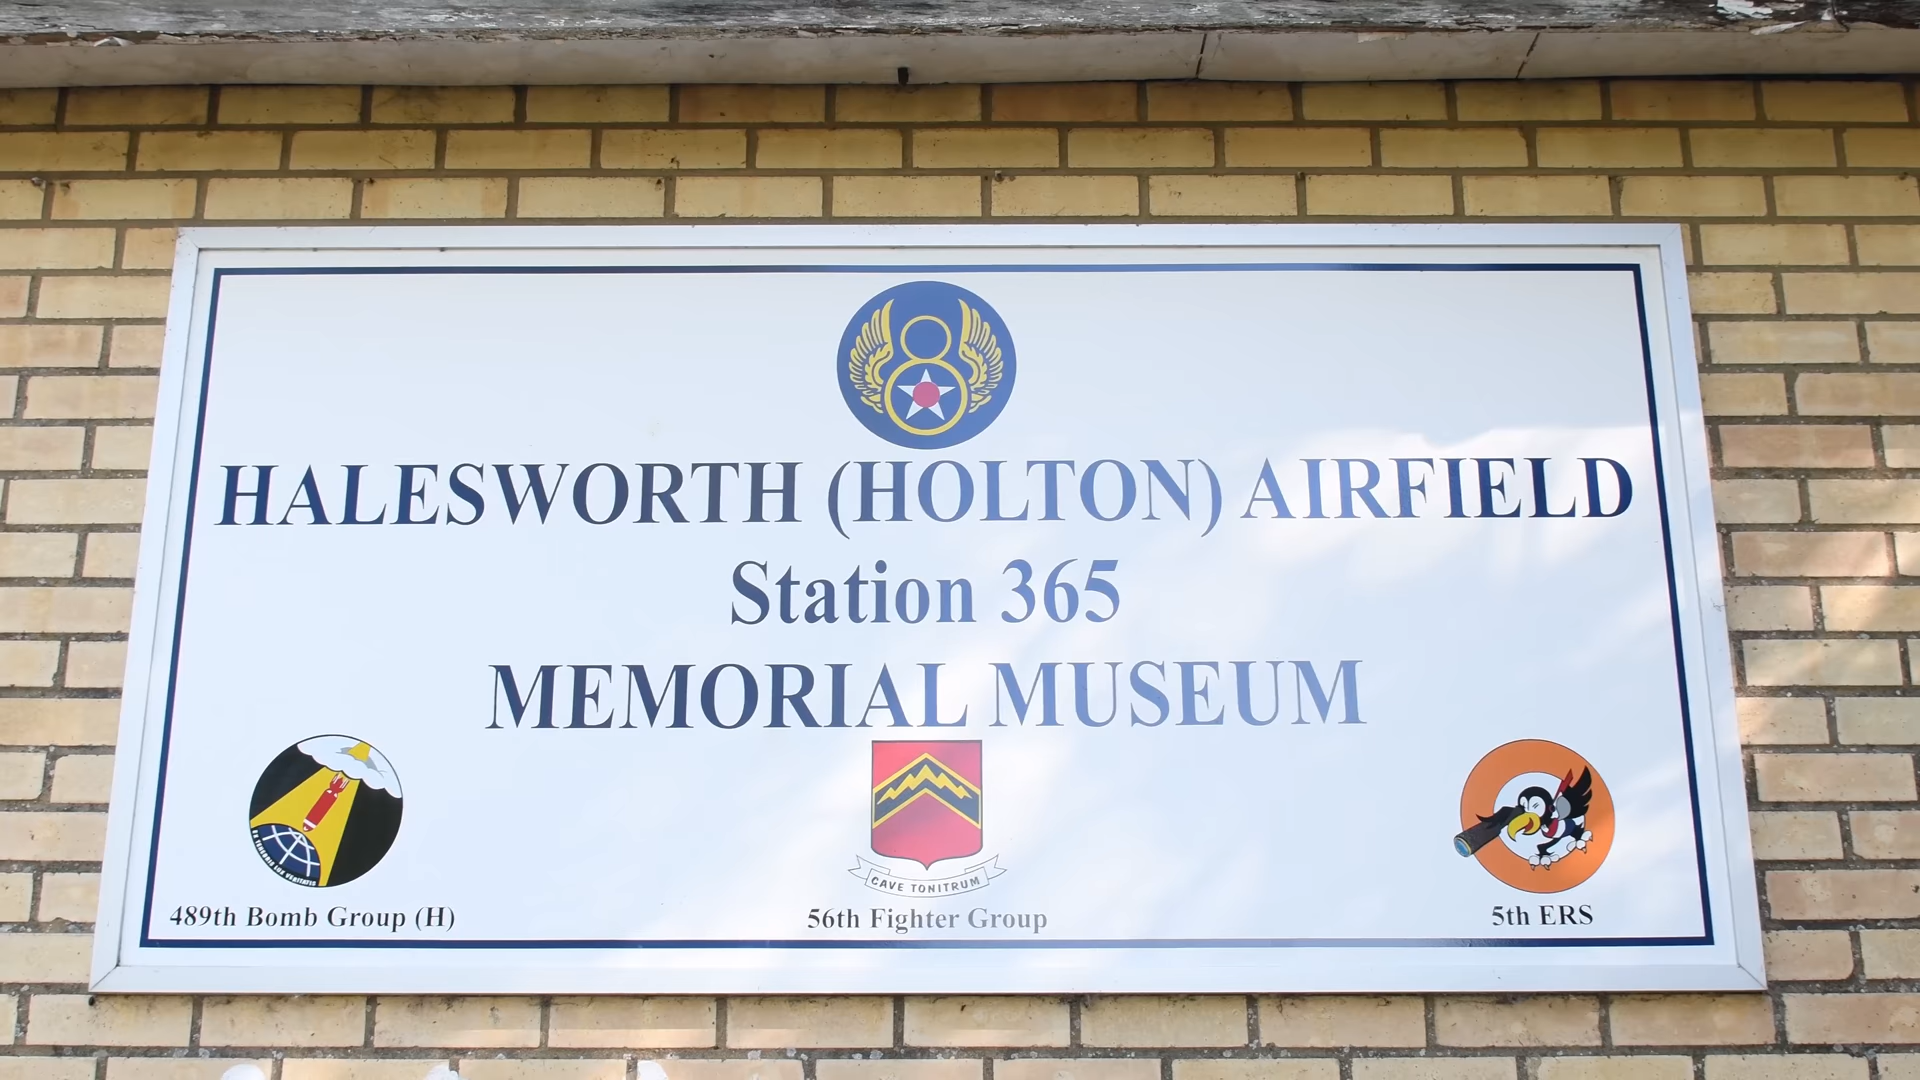 HALESWORTH (HOLTON) AIRFIELD
Station 365
MEMORIAL MUSEUM
CAVE TONITRUM
489th Bomb Group (H)
56th Fighter Group
5th ERS